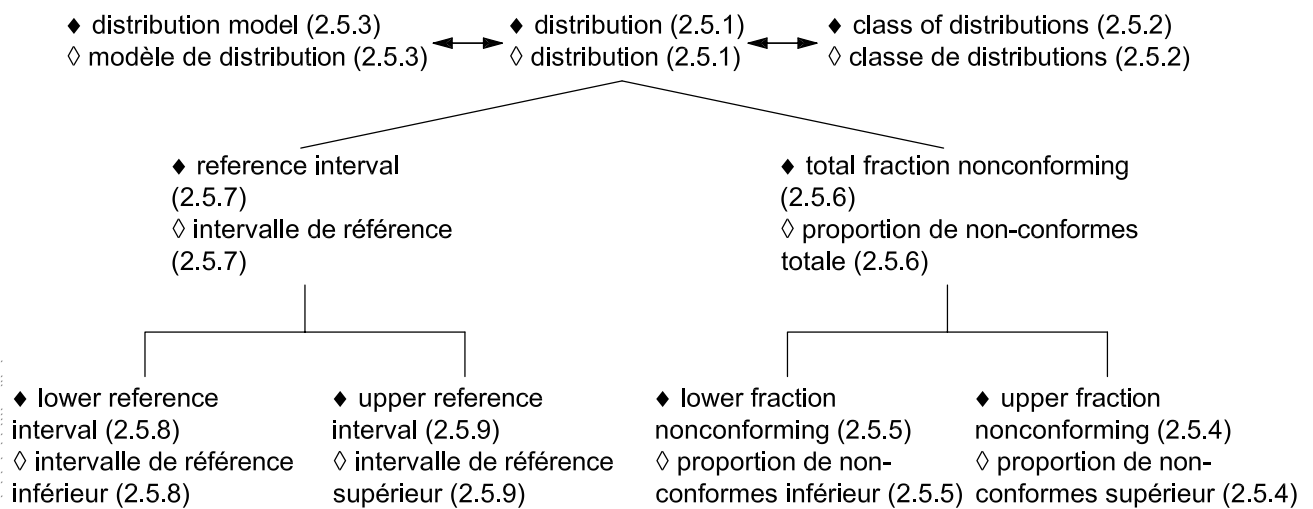 ♦ distribution model (2.5.3)
◊ modèle de distribution (2.5.3)
♦ distribution (2.5.1)
◊ distribution (2.5.1)
♦ class of distributions (2.5.2)
◊ classe de distributions (2.5.2)
♦ reference interval
(2.5.7)
◊ intervalle de référence
(2.5.7)
♦ total fraction nonconforming
(2.5.6)
◊ proportion de non-conformes
totale (2.5.6)
♦ lower reference
interval (2.5.8)
◊ intervalle de référence
inférieur (2.5.8)
♦ upper reference
interval (2.5.9)
◊ intervalle de référence
supérieur (2.5.9)
♦ lower fraction
nonconforming (2.5.5)
◊ proportion de non-
conformes inférieur (2.5.5)
♦ upper fraction
nonconforming (2.5.4)
◊ proportion de non-
conformes supérieur (2.5.4)